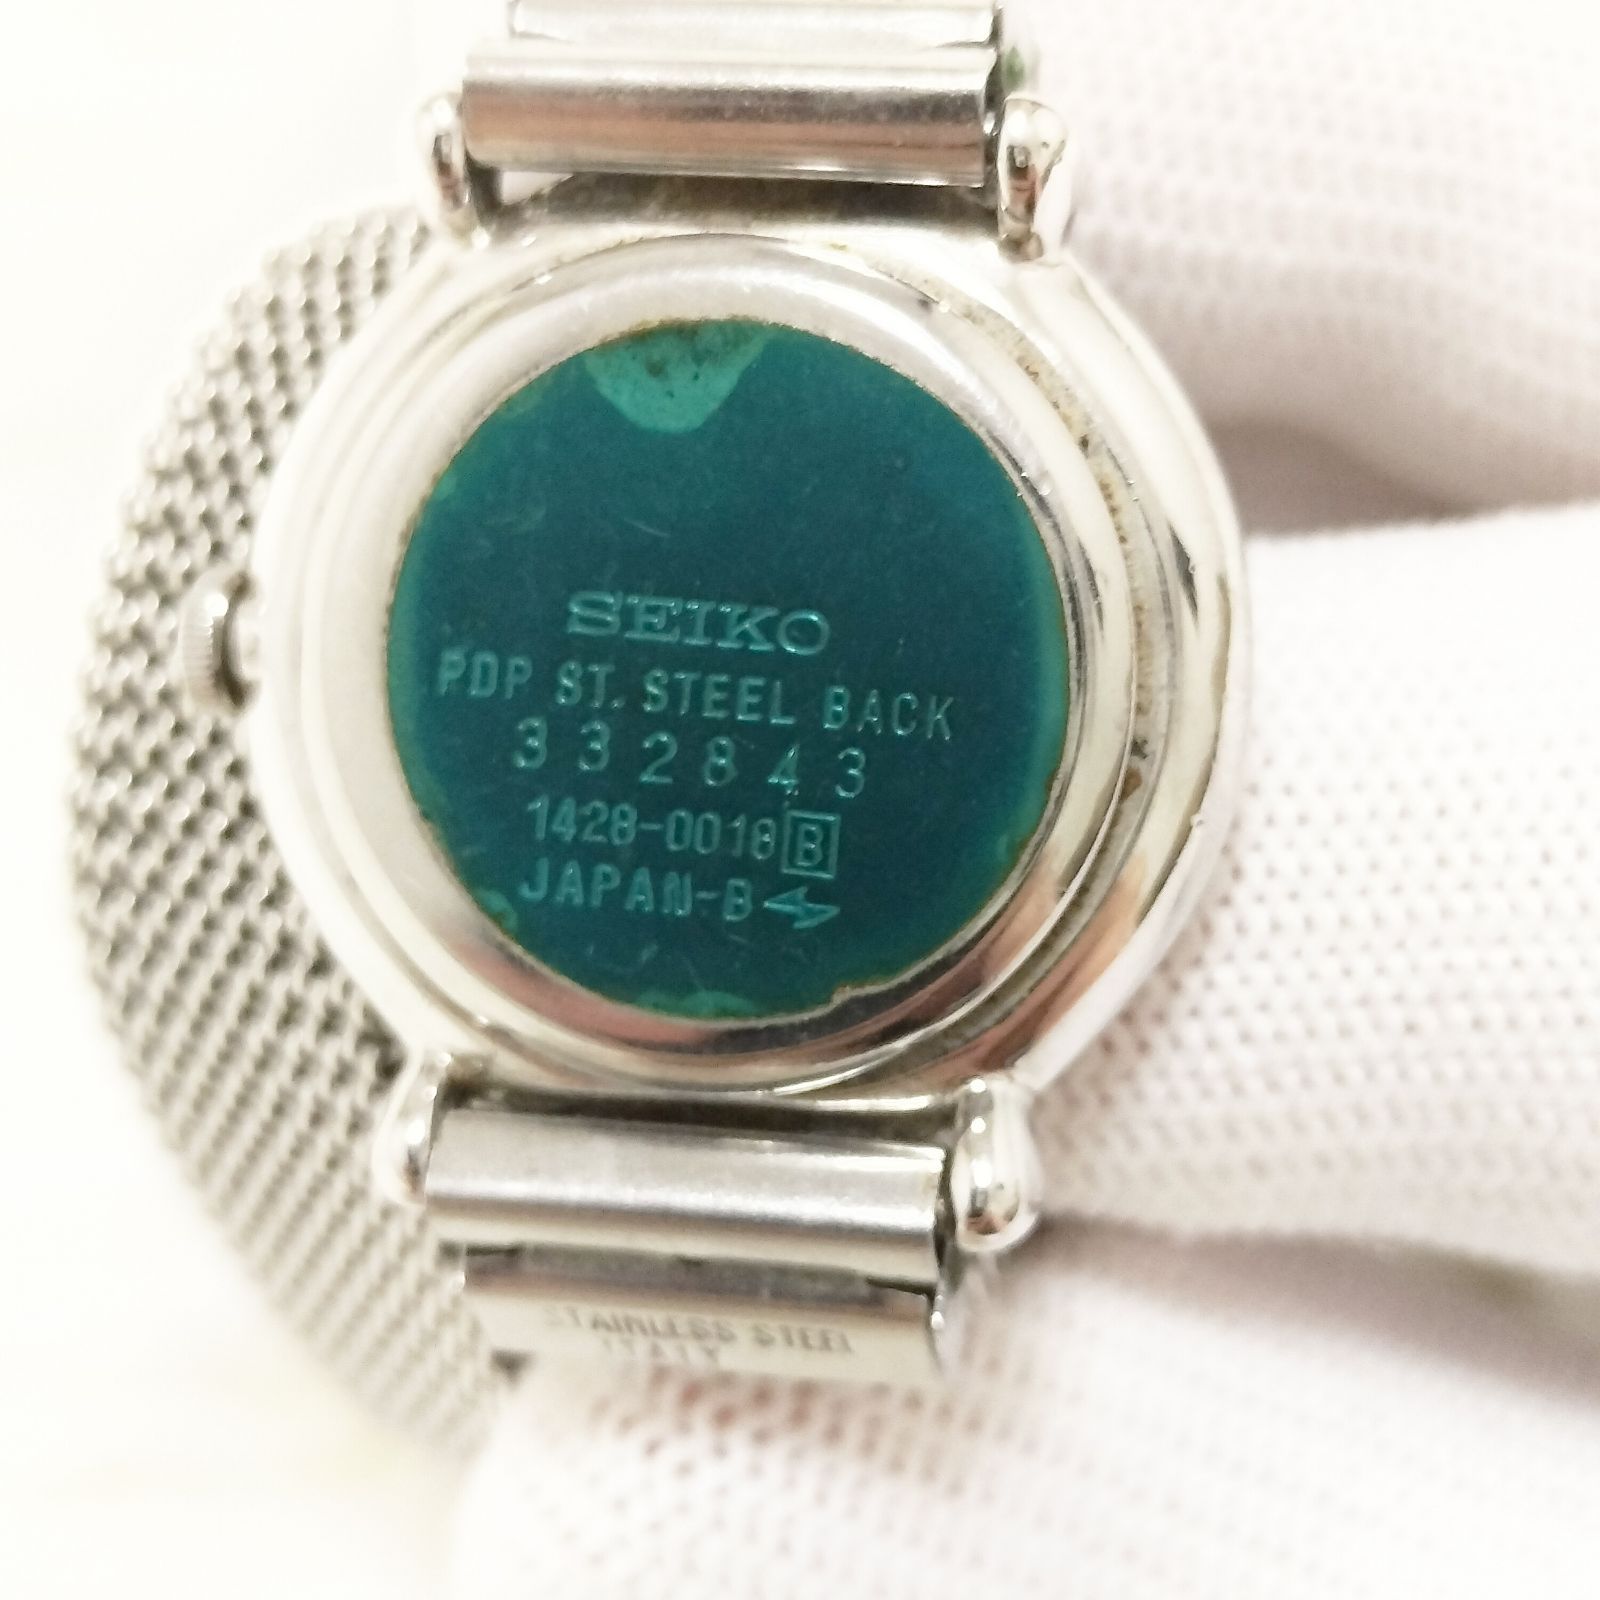 SEIKO
PDP ST. STEEL BACK
332843
1428-0018 B
JAPAN-B
STAINLESS STEEL
ITALY